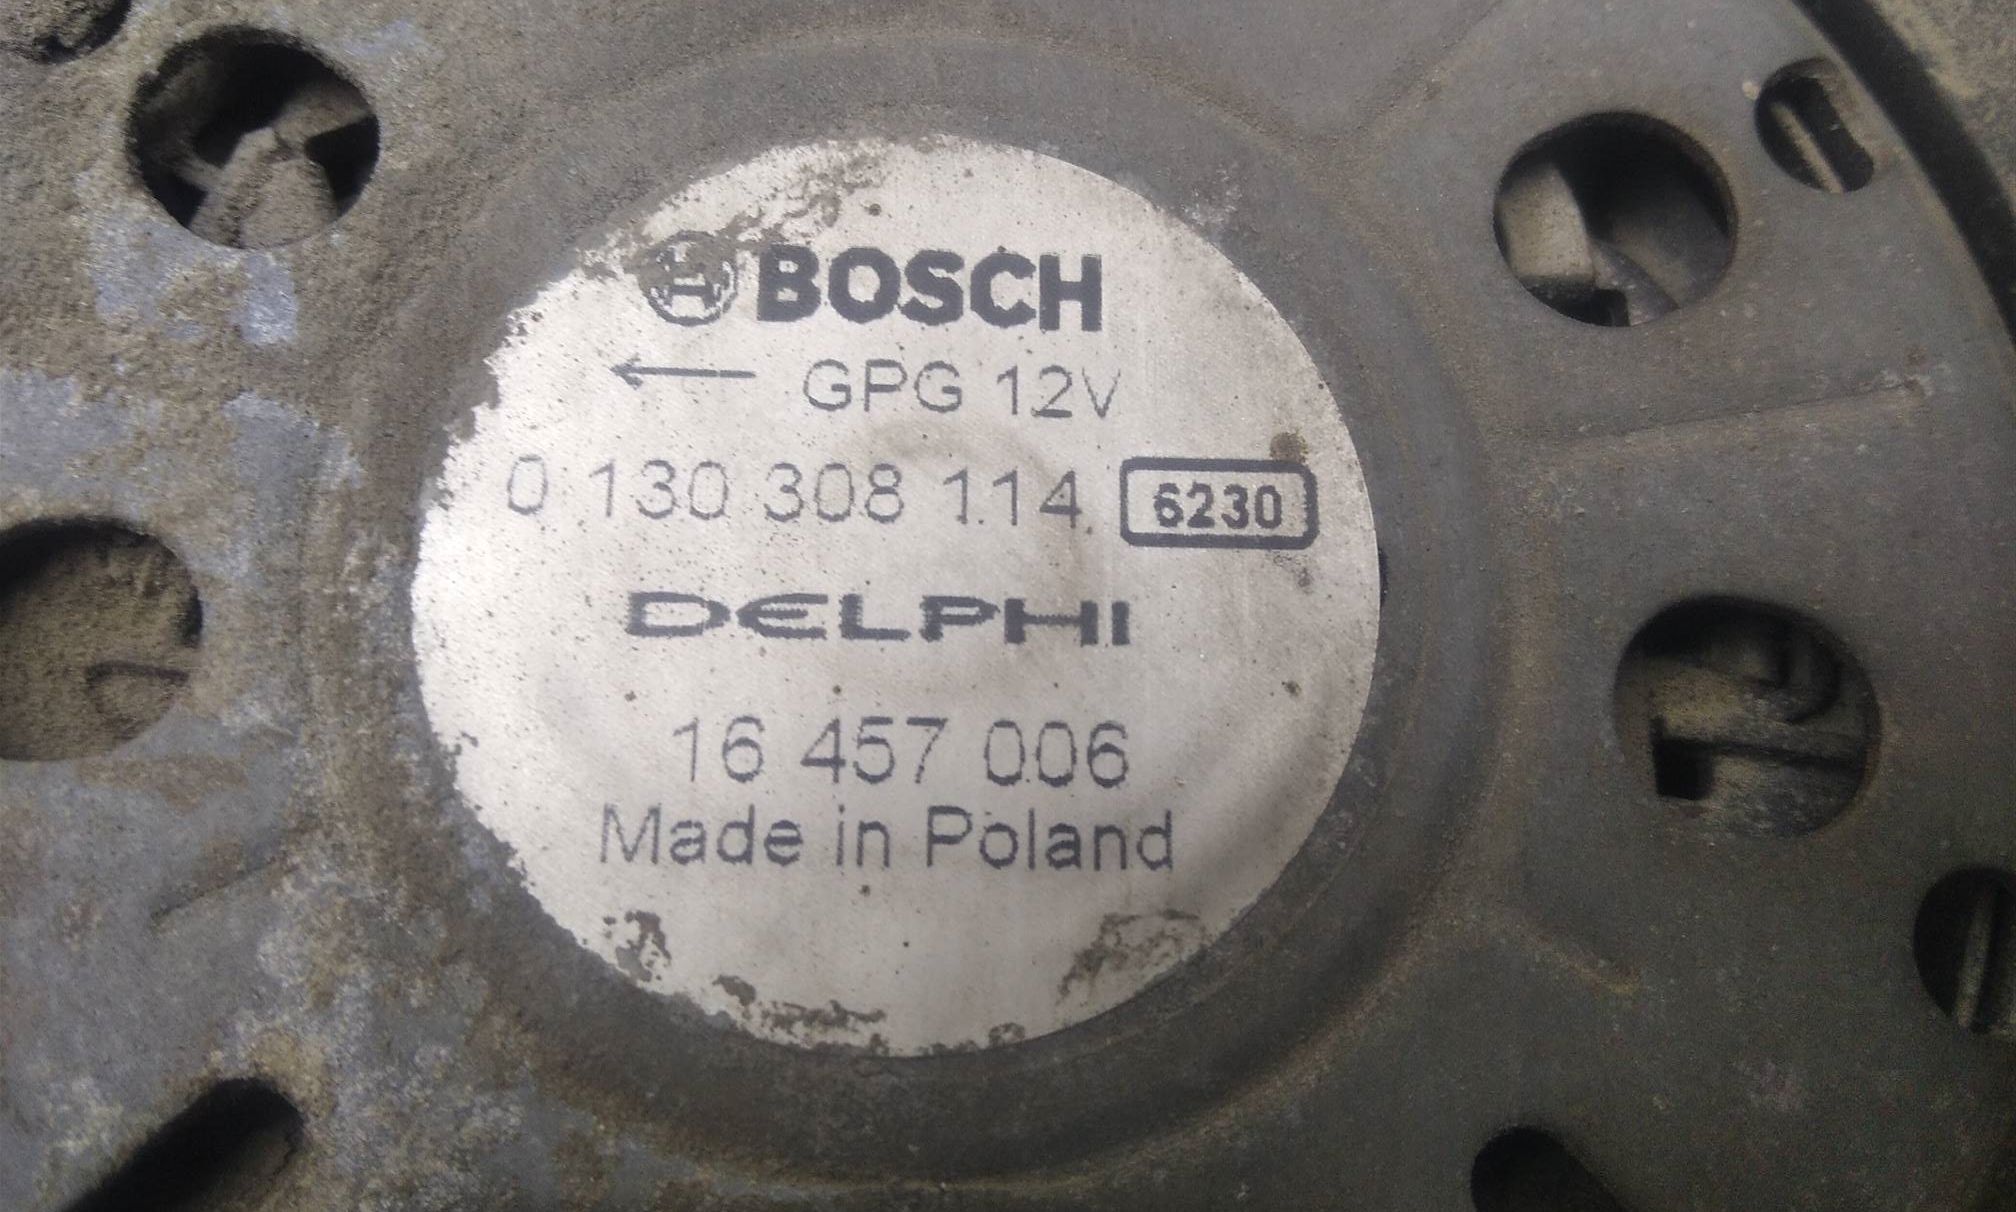 BOSCH
← GPG 12V
0 130 308 114 6230
DELPHI
16 457 006
Made in Poland